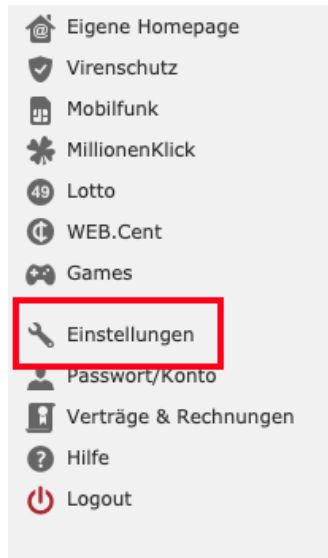 Eigene Homepage
Virenschutz
Mobilfunk
MillionenKlick
49 Lotto
WEB.Cent
Games
Einstellungen
Passwort/Konto
Verträge & Rechnungen
? Hilfe
Logout